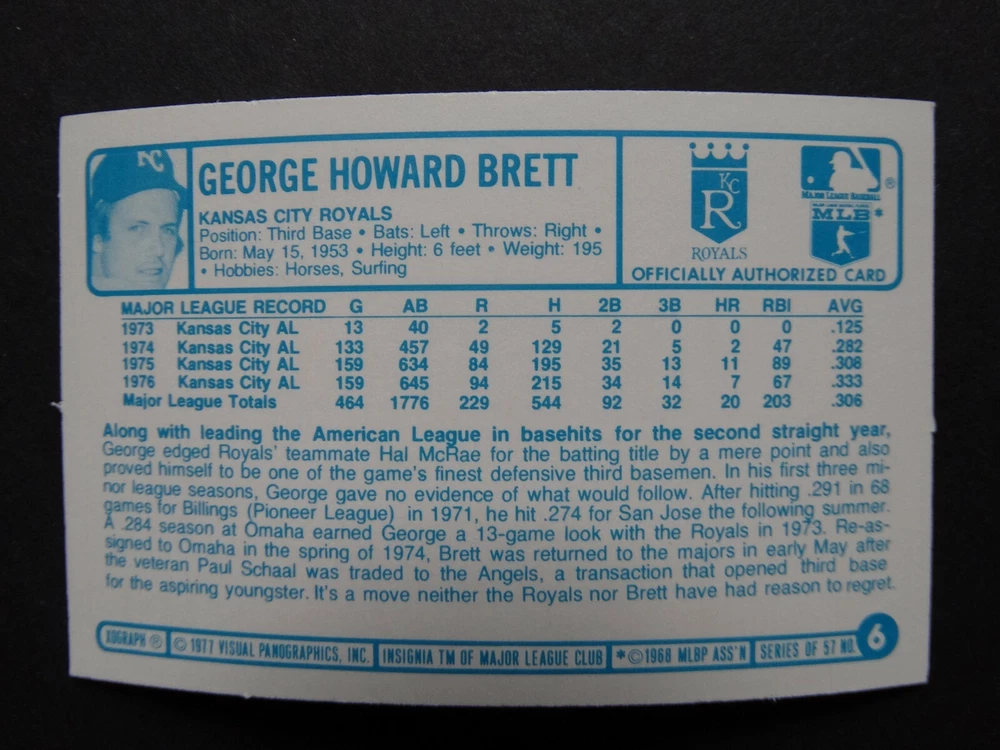 KC
GEORGE HOWARD BRETT
KANSAS CITY ROYALS
Position: Third Base • Bats: Left • Throws: Right •
Born: May 15, 1953 • Height: 6 feet • Weight: 195
• Hobbies: Horses, Surfing
KC
R
ROYALS
®
MAJOR LEAGUE BASEBALL
MLB*
OFFICIALLY AUTHORIZED CARD
MAJOR LEAGUE RECORD G AB R H 2B 3B HR RBI AVG
1973 Kansas City AL 13 40 2 5 2 0 0 0 .125
1974 Kansas City AL 133 457 49 129 21 5 2 47 .282
1975 Kansas City AL 159 634 84 195 35 13 11 89 .308
1976 Kansas City AL 159 645 94 215 34 14 7 67 .333
Major League Totals 464 1776 229 544 92 32 20 203 .306
Along with leading the American League in basehits for the second straight year,
George edged Royals' teammate Hal McRae for the batting title by a mere point and also
proved himself to be one of the game's finest defensive third basemen. In his first three mi-
nor league seasons, George gave no evidence of what would follow. After hitting .291 in 68
games for Billings (Pioneer League) in 1971, he hit .274 for San Jose the following summer.
A .284 season at Omaha earned George a 13-game look with the Royals in 1973. Re-as-
signed to Omaha in the spring of 1974, Brett was returned to the majors in early May after
the veteran Paul Schaal was traded to the Angels, a transaction that opened third base
for the aspiring youngster. It's a move neither the Royals nor Brett have had reason to regret.
XOGRAPH ® © 1977 VISUAL PANOGRAPHICS, INC. INSIGNIA TM OF MAJOR LEAGUE CLUB * © 1968 MLBP ASS'N SERIES OF 57 NO. 6